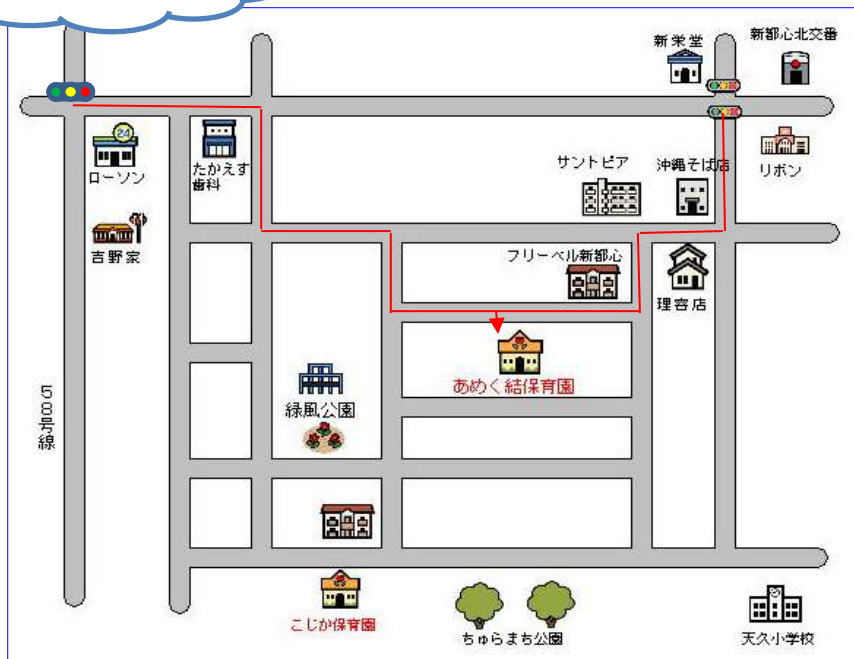 新栄堂
新都心北交番
24
ローソン
たかえす
歯科
サントピア
沖縄そば店
リボン
吉野家
フリーベル新都心
理容店
あめく結保育園
緑風公園
58号線
こじか保育園
ちゅらまち公園
天久小学校